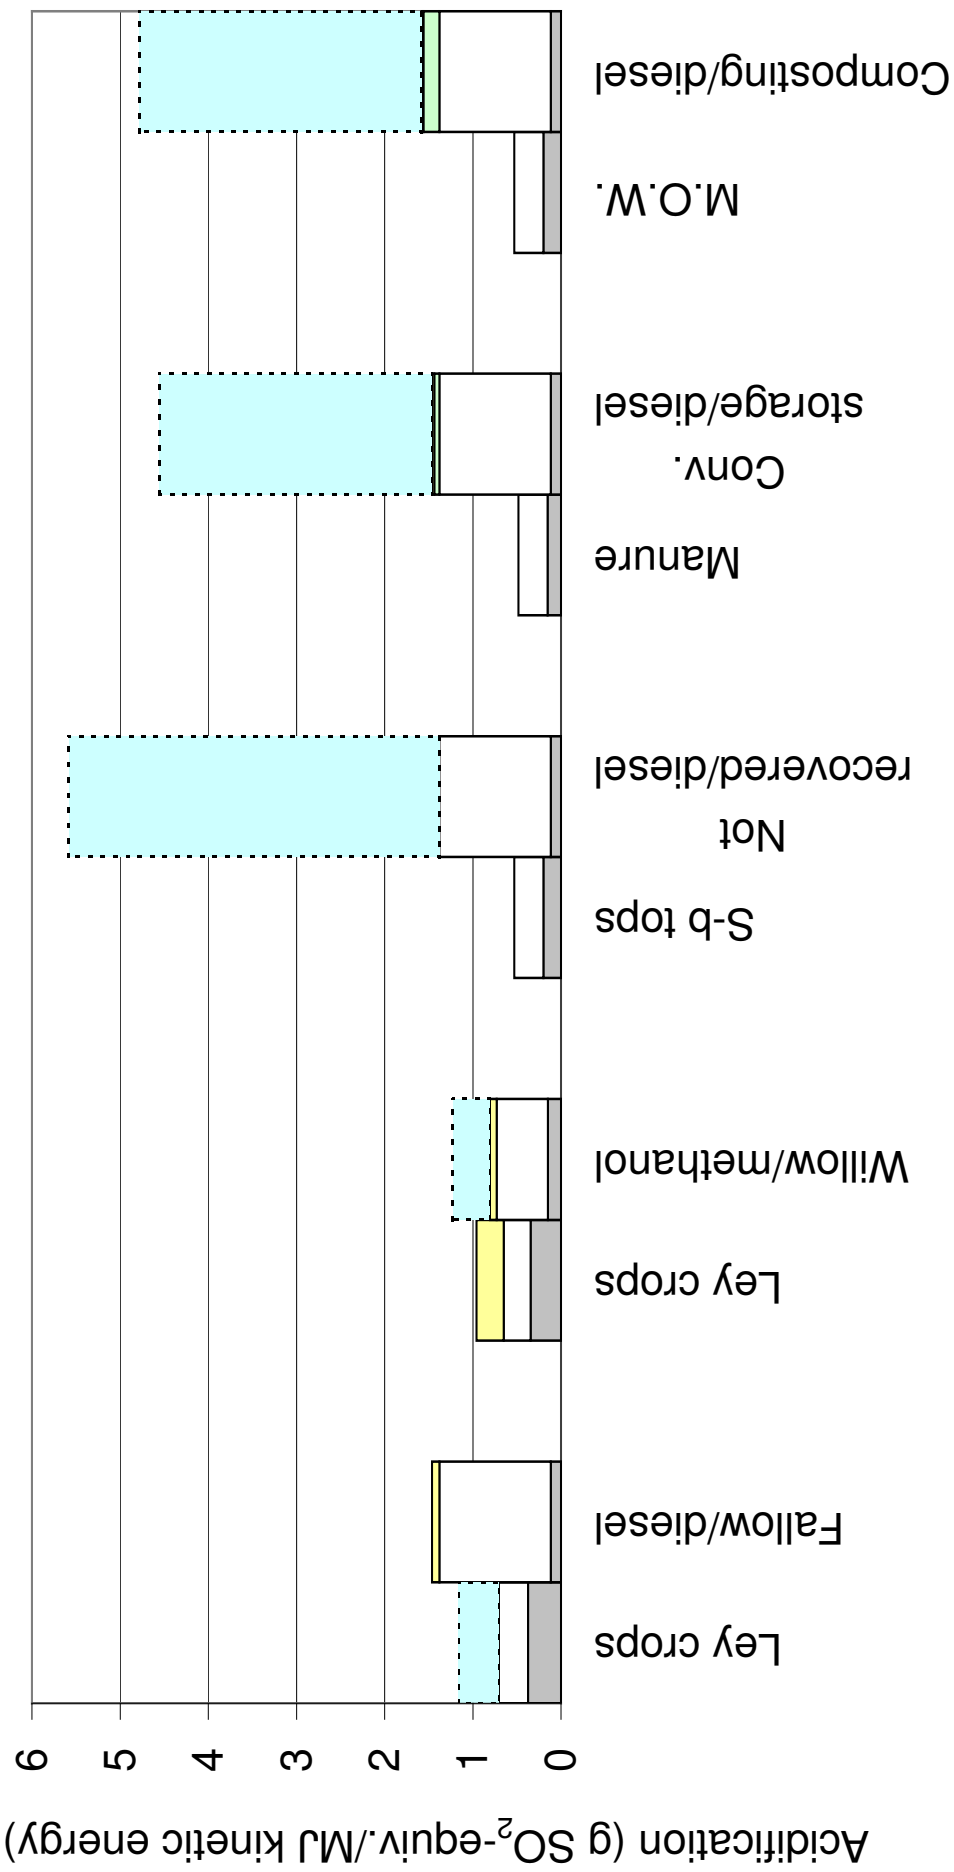 Acidification (g SO₂-equiv./MJ kinetic energy)
6
5
4
3
2
1
0
Ley crops
Fallow/diesel
Ley crops
Willow/methanol
S-b tops
Not
recovered/diesel
Manure
Conv.
storage/diesel
M.O.W.
Composting/diesel